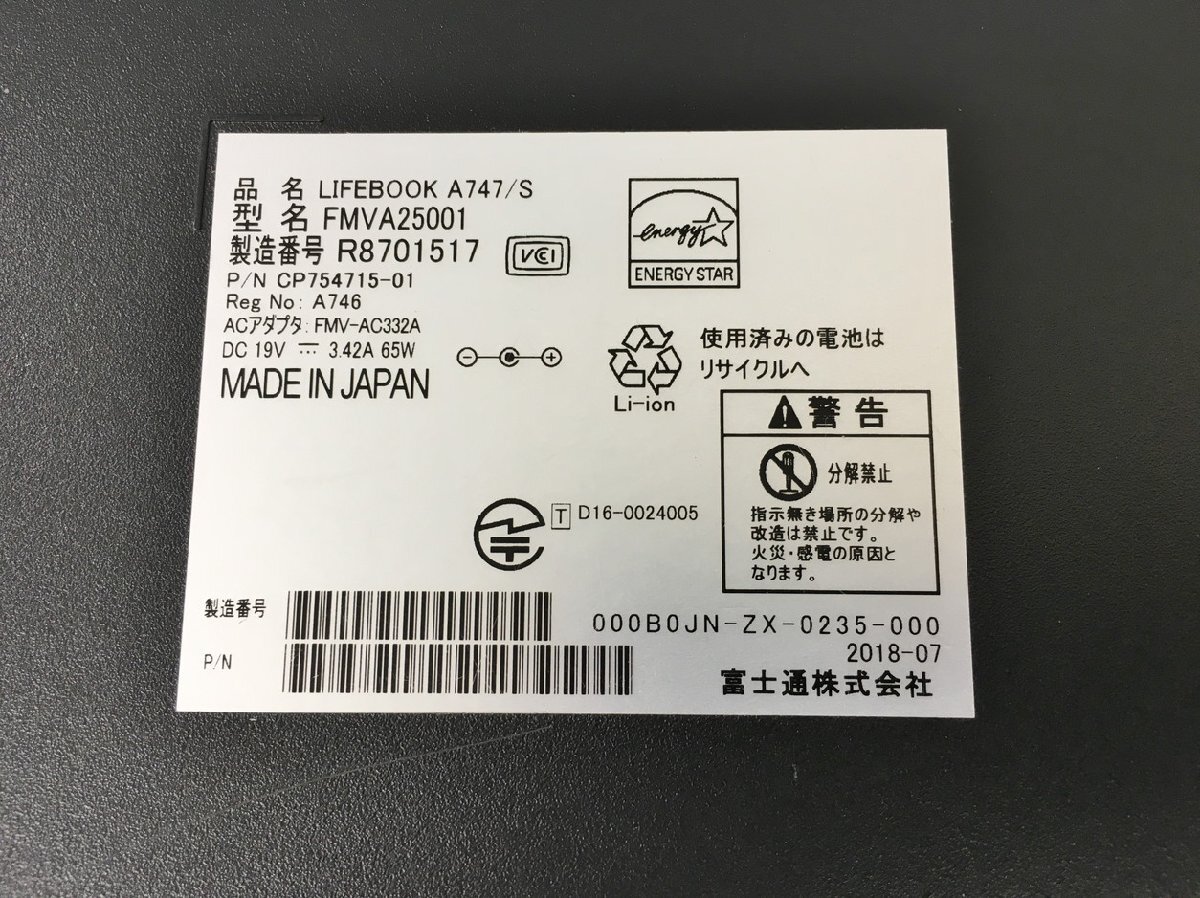 品 名 LIFEBOOK A747/S
型 名 FMVA25001
製造番号 R8701517
VCCI
P/N CP754715-01
Reg No: A746
ACアダプタ: FMV-AC332A
DC 19V ⎓ 3.42A 65W
MADE IN JAPAN
energy
ENERGY STAR
使用済みの電池は
リサイクルへ
Li-ion
警告
分解禁止
指示無き場所の分解や
改造は禁止です。
火災・感電の原因と
なります。
T D16-0024005
製造番号
P/N
000B0JN-ZX-0235-000
2018-07
富士通株式会社